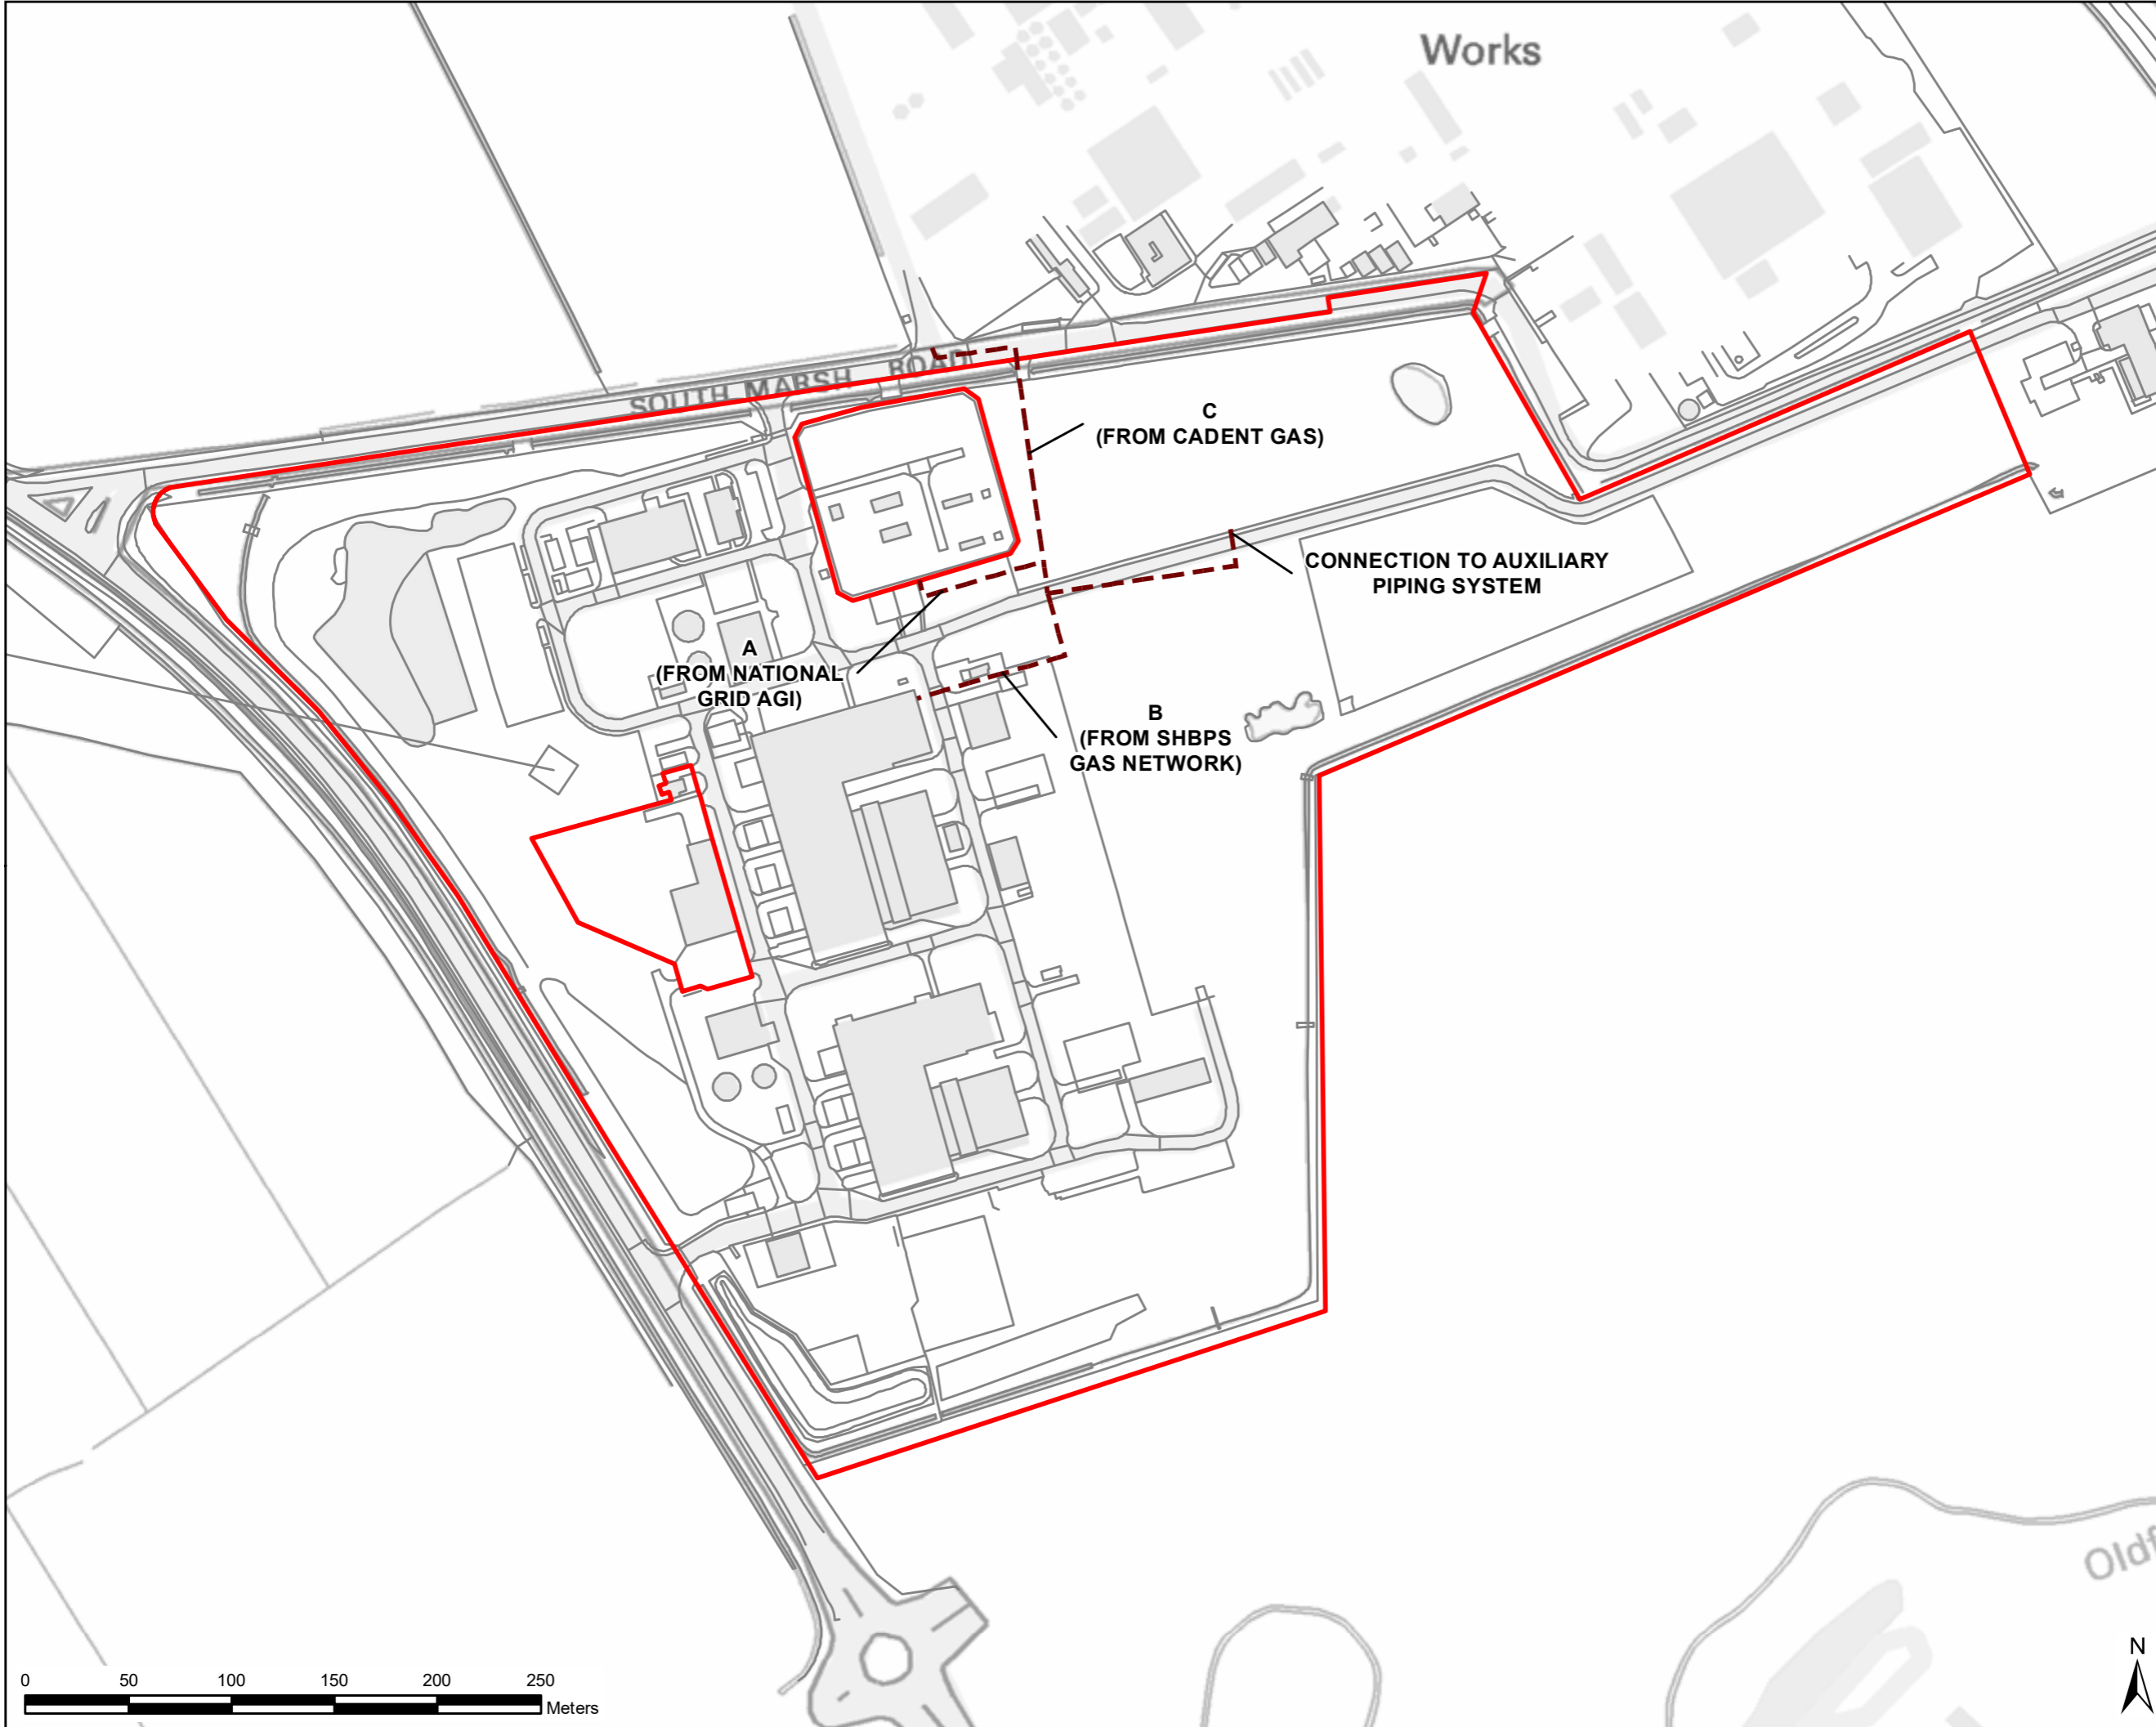 Works
SOUTH MARSH ROAD
C
(FROM CADENT GAS)
CONNECTION TO AUXILIARY
PIPING SYSTEM
A
(FROM NATIONAL
GRID AGI)
B
(FROM SHBPS
GAS NETWORK)
0 50 100 150 200 250
Meters
N